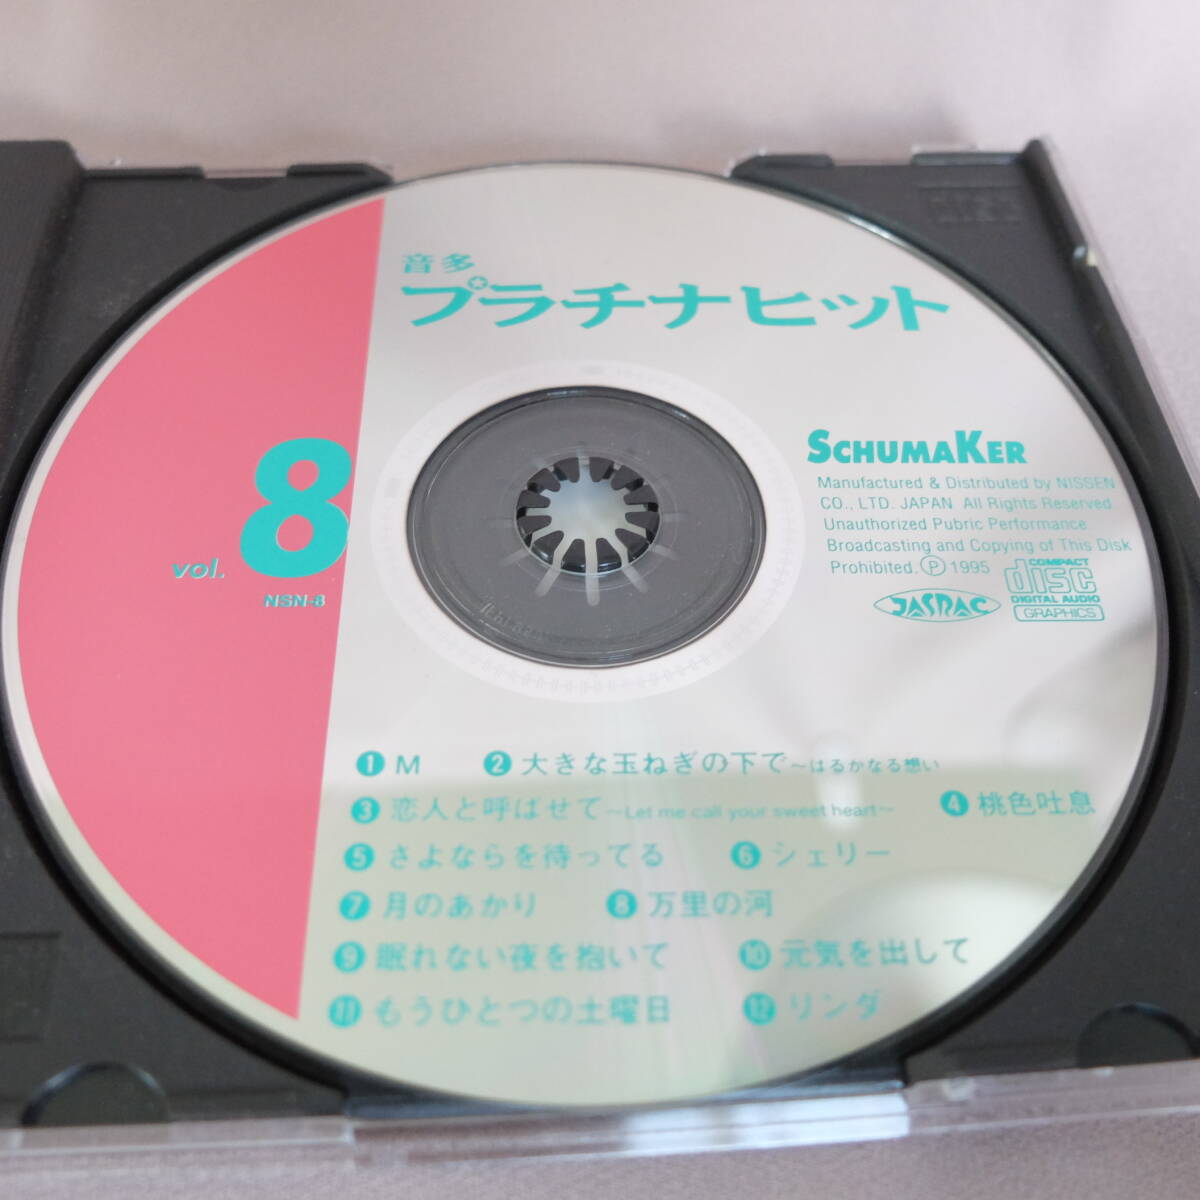 音多
プラチナヒット
vol. 8
NSN-8
SCHUMAKER
Manufactured & Distributed by NISSEN
CO., LTD. JAPAN All Rights Reserved
Unauthorized Pubric Performance
Broadcasting and Copying of This Disk
Prohibited. Ⓟ 1995
JASRAC
COMPACT
disc
DIGITAL AUDIO
GRAPHICS
❶ M ❷ 大きな玉ねぎの下で〜はるかなる想い
❸ 恋人と呼ばせて〜Let me call your sweet heart〜 ❹ 桃色吐息
❺ さよならを待ってる ❻ シェリー
❼ 月のあかり ❽ 万里の河
❾ 眠れない夜を抱いて ❿ 元気を出して
⓫ もうひとつの土曜日 ⓬ リンダ